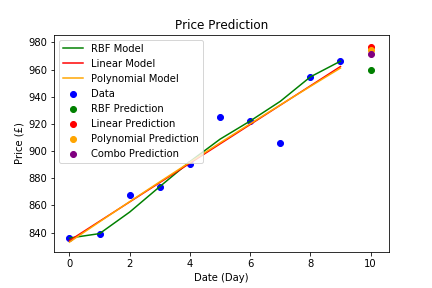 Price Prediction
980
960
940
920
900
880
860
840
Price (£)
RBF Model
Linear Model
Polynomial Model
Data
RBF Prediction
Linear Prediction
Polynomial Prediction
Combo Prediction
0 2 4 6 8 10
Date (Day)